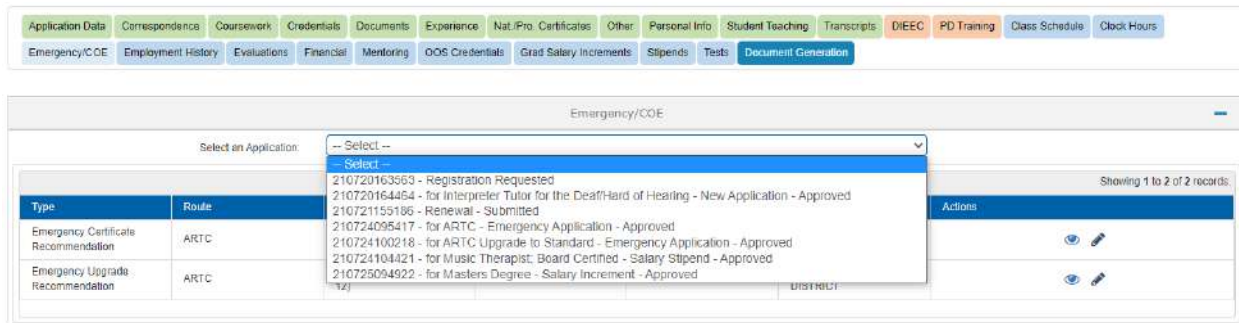 Application Data Correspondence Coursework Credentials Documents Experience Nat./Pro. Certificates Other Personal Info Student Teaching Transcripts DIEEC PD Training Class Schedule Clock Hours
Emergency/COE Employment History Evaluations Financial Mentoring OOS Credentials Grad Salary Increments Stipends Tests Document Generation
Emergency/COE
Select an Application: -- Select --
-- Select --
210720163563 - Registration Requested
210720164464 - for Interpreter Tutor for the Deaf/Hard of Hearing - New Application - Approved
210721155186 - Renewal - Submitted
210724095417 - for ARTC - Emergency Application - Approved
210724100218 - for ARTC Upgrade to Standard - Emergency Application - Approved
210724104421 - for Music Therapist; Board Certified - Salary Stipend - Approved
210725094922 - for Masters Degree - Salary Increment - Approved
Showing 1 to 2 of 2 records.
Type Route Actions
Emergency Certificate Recommendation ARTC
Emergency Upgrade Recommendation ARTC 12) DISTRICT